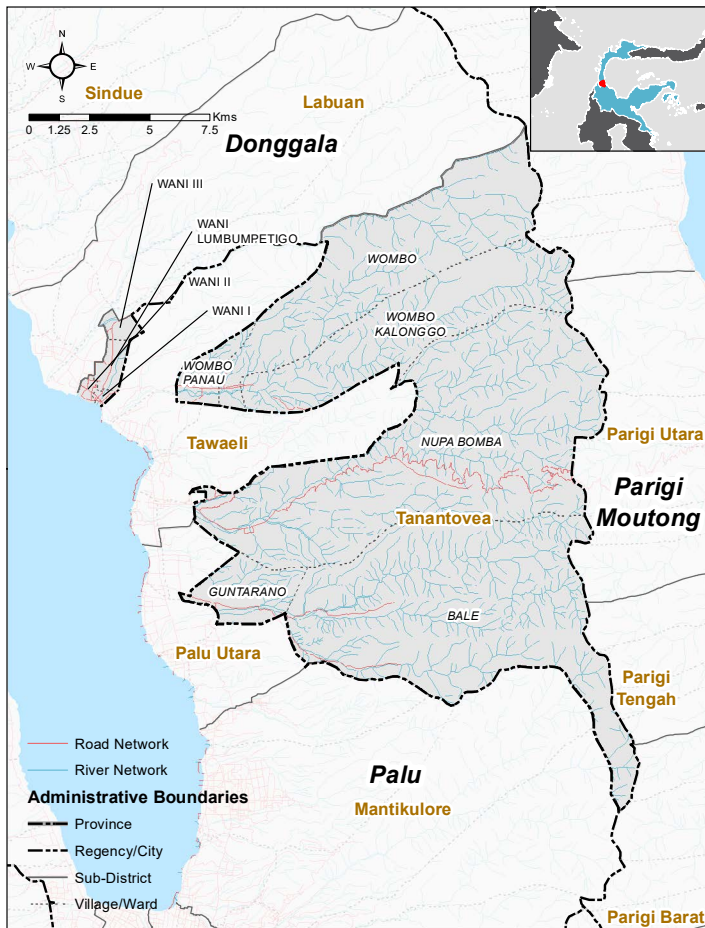 N
W E
S
Sindue
0 1.25 2.5 5 7.5
Kms
Labuan
Donggala
WANI III
WANI
LUMBUMPETIGO
WANI II
WANI I
WOMBO
WOMBO
KALONGGO
WOMBO
PANAU
Tawaeli
NUPA BOMBA
Parigi Utara
Parigi
Moutong
Tanantovea
GUNTARANO
BALE
Palu Utara
Parigi
Tengah
Palu
Mantikulore
Road Network
River Network
Administrative Boundaries
Province
Regency/City
Sub-District
Village/Ward
Parigi Barat